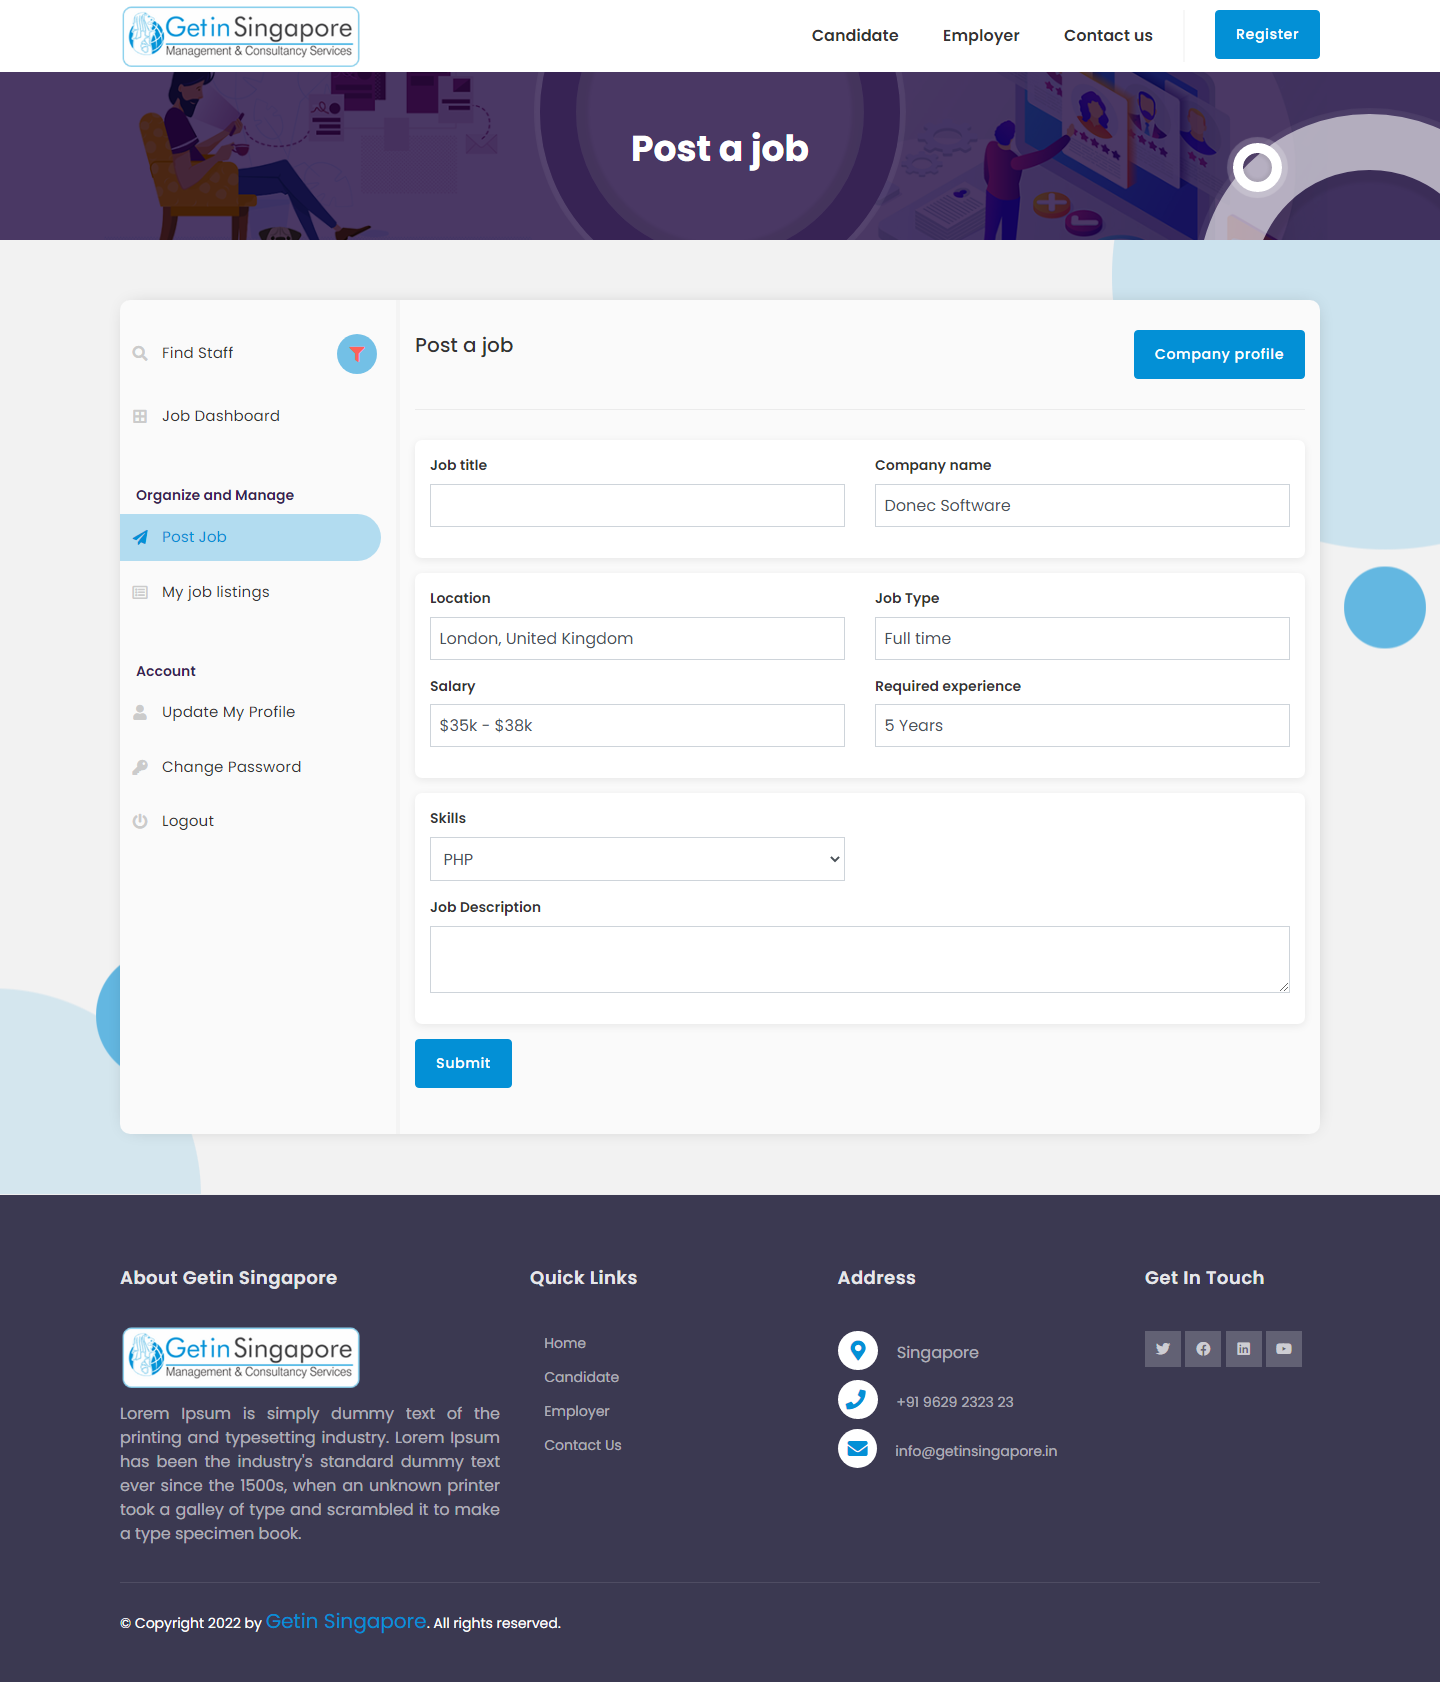 Getin Singapore
Management & Consultancy Services
Candidate
Employer
Contact us
Register
Post a job
Find Staff
Job Dashboard
Organize and Manage
Post Job
My job listings
Account
Update My Profile
Change Password
Logout
Post a job
Company profile
Job title
Company name
Donec Software
Location
Job Type
London, United Kingdom
Full time
Salary
Required experience
$35k - $38k
5 Years
Skills
PHP
Job Description
Submit
About Getin Singapore
Getin Singapore
Management & Consultancy Services
Lorem Ipsum is simply dummy text of the
printing and typesetting industry. Lorem Ipsum
has been the industry's standard dummy text
ever since the 1500s, when an unknown printer
took a galley of type and scrambled it to make
a type specimen book.
Quick Links
Home
Candidate
Employer
Contact Us
Address
Singapore
+91 9629 2323 23
info@getinsingapore.in
Get In Touch
© Copyright 2022 by Getin Singapore. All rights reserved.